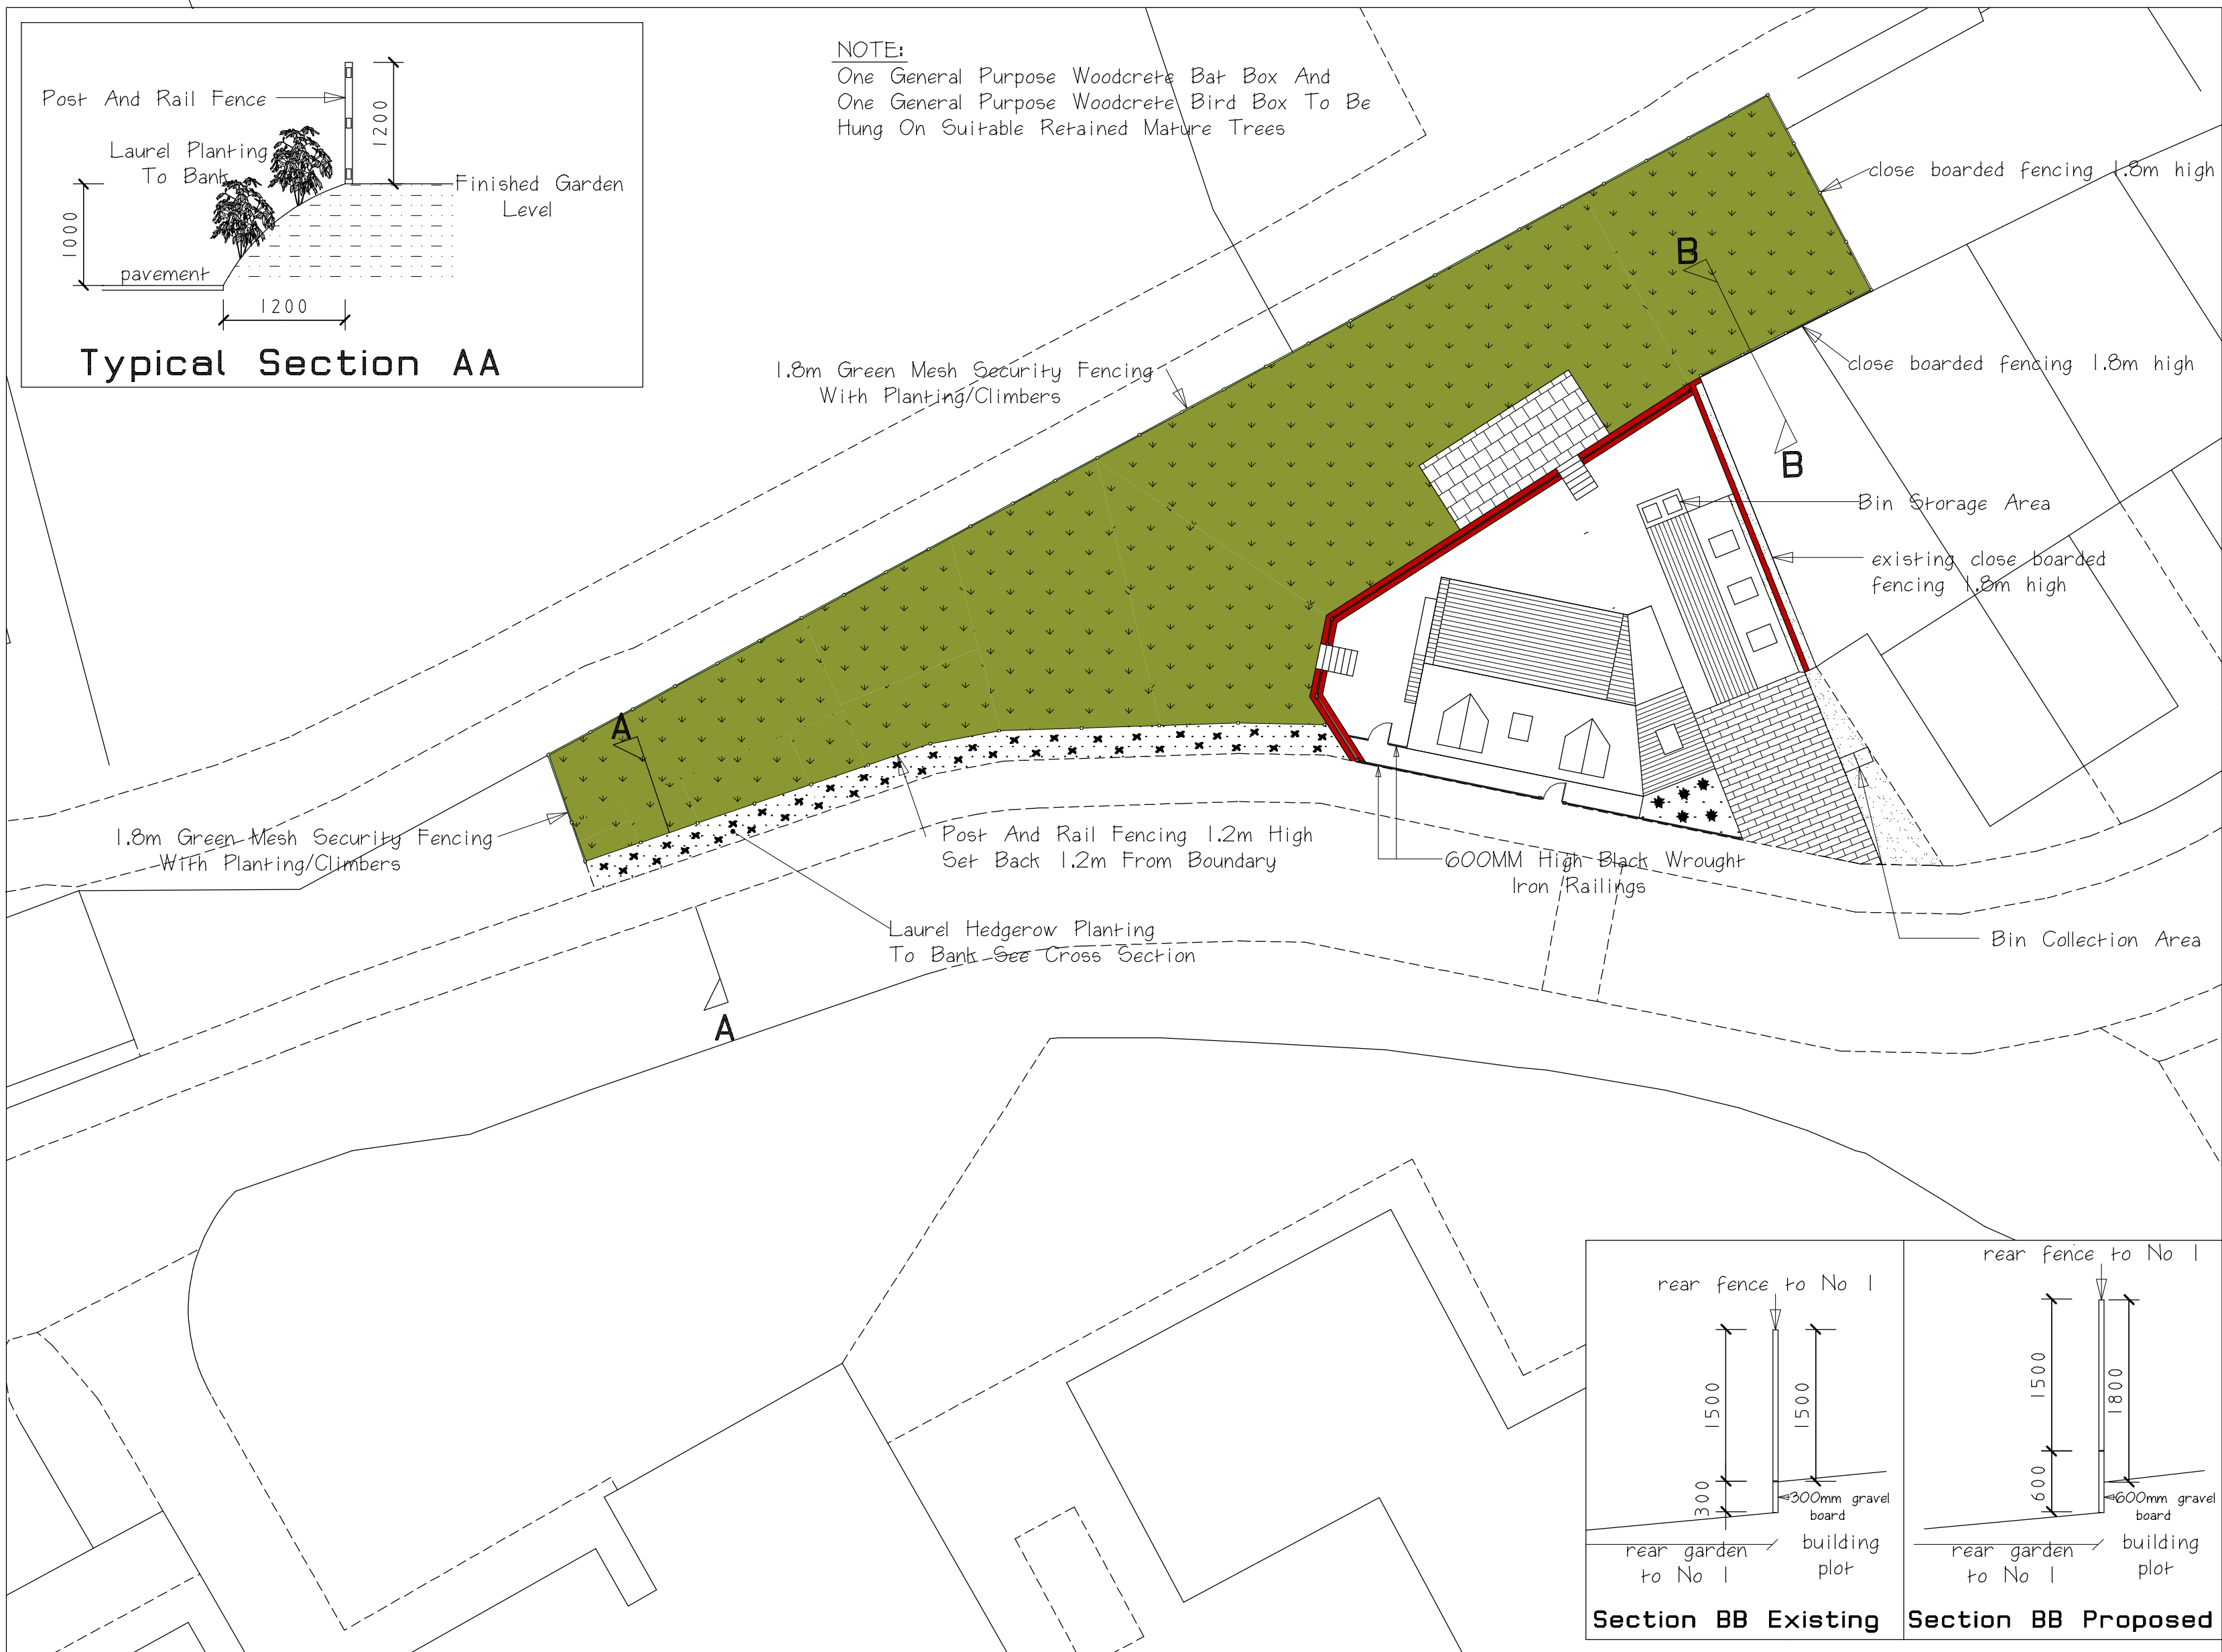 Post And Rail Fence
1200
Laurel Planting
To Bank
Finished Garden
Level
1000
pavement
1200
Typical Section AA
NOTE:
One General Purpose Woodcrete Bat Box And
One General Purpose Woodcrete Bird Box To Be
Hung On Suitable Retained Mature Trees
close boarded fencing 1.8m high
B
1.8m Green Mesh Security Fencing
With Planting/Climbers
close boarded fencing 1.8m high
B
Bin Storage Area
existing close boarded
fencing 1.8m high
A
1.8m Green Mesh Security Fencing
With Planting/Climbers
Post And Rail Fencing 1.2m High
Set Back 1.2m From Boundary
600MM High Black Wrought
Iron Railings
Laurel Hedgerow Planting
To Bank See Cross Section
Bin Collection Area
A
rear fence to No 1
1500
1500
300
300mm gravel
board
rear garden
to No 1
building
plot
Section BB Existing
rear fence to No 1
1500
1800
600
600mm gravel
board
rear garden
to No 1
building
plot
Section BB Proposed